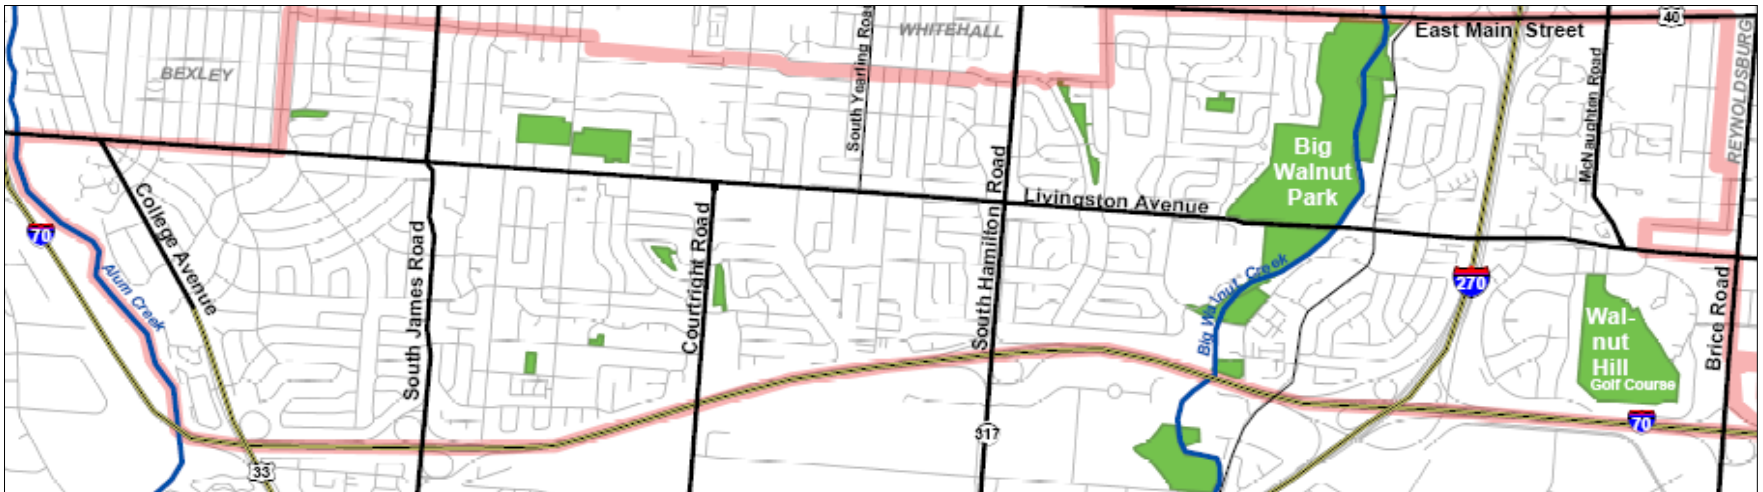 BEXLEY
WHITEHALL
South Yearling Road
40
East Main Street
McNaughton Road
REYNOLDSBURG
Big
Walnut
Park
Livingston Avenue
70
College Avenue
Alum Creek
South James Road
Courtright Road
South Hamilton Road
Big Walnut Creek
270
Wal-
nut
Hill
Golf Course
Brice Road
70
317
33